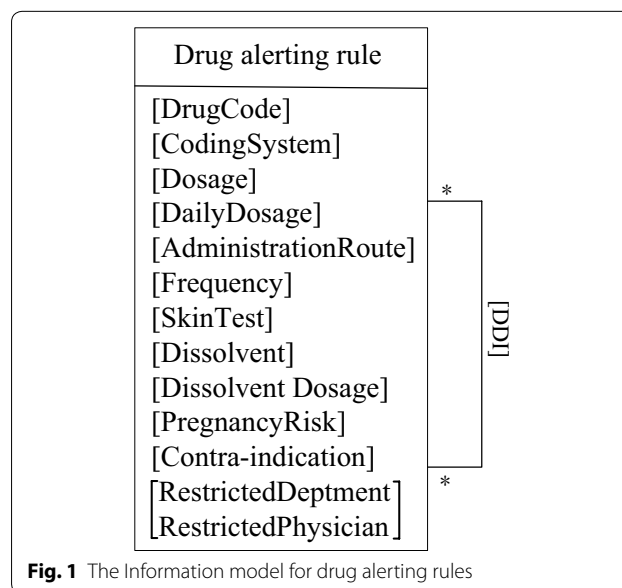 Drug alerting rule
[DrugCode]
[CodingSystem]
[Dosage]
[DailyDosage]
[AdministrationRoute]
[Frequency]
[SkinTest]
[Dissolvent]
[Dissolvent Dosage]
[PregnancyRisk]
[Contra-indication]
[RestrictedDeptment
RestrictedPhysician]
*
[DDI]
*
Fig. 1 The Information model for drug alerting rules